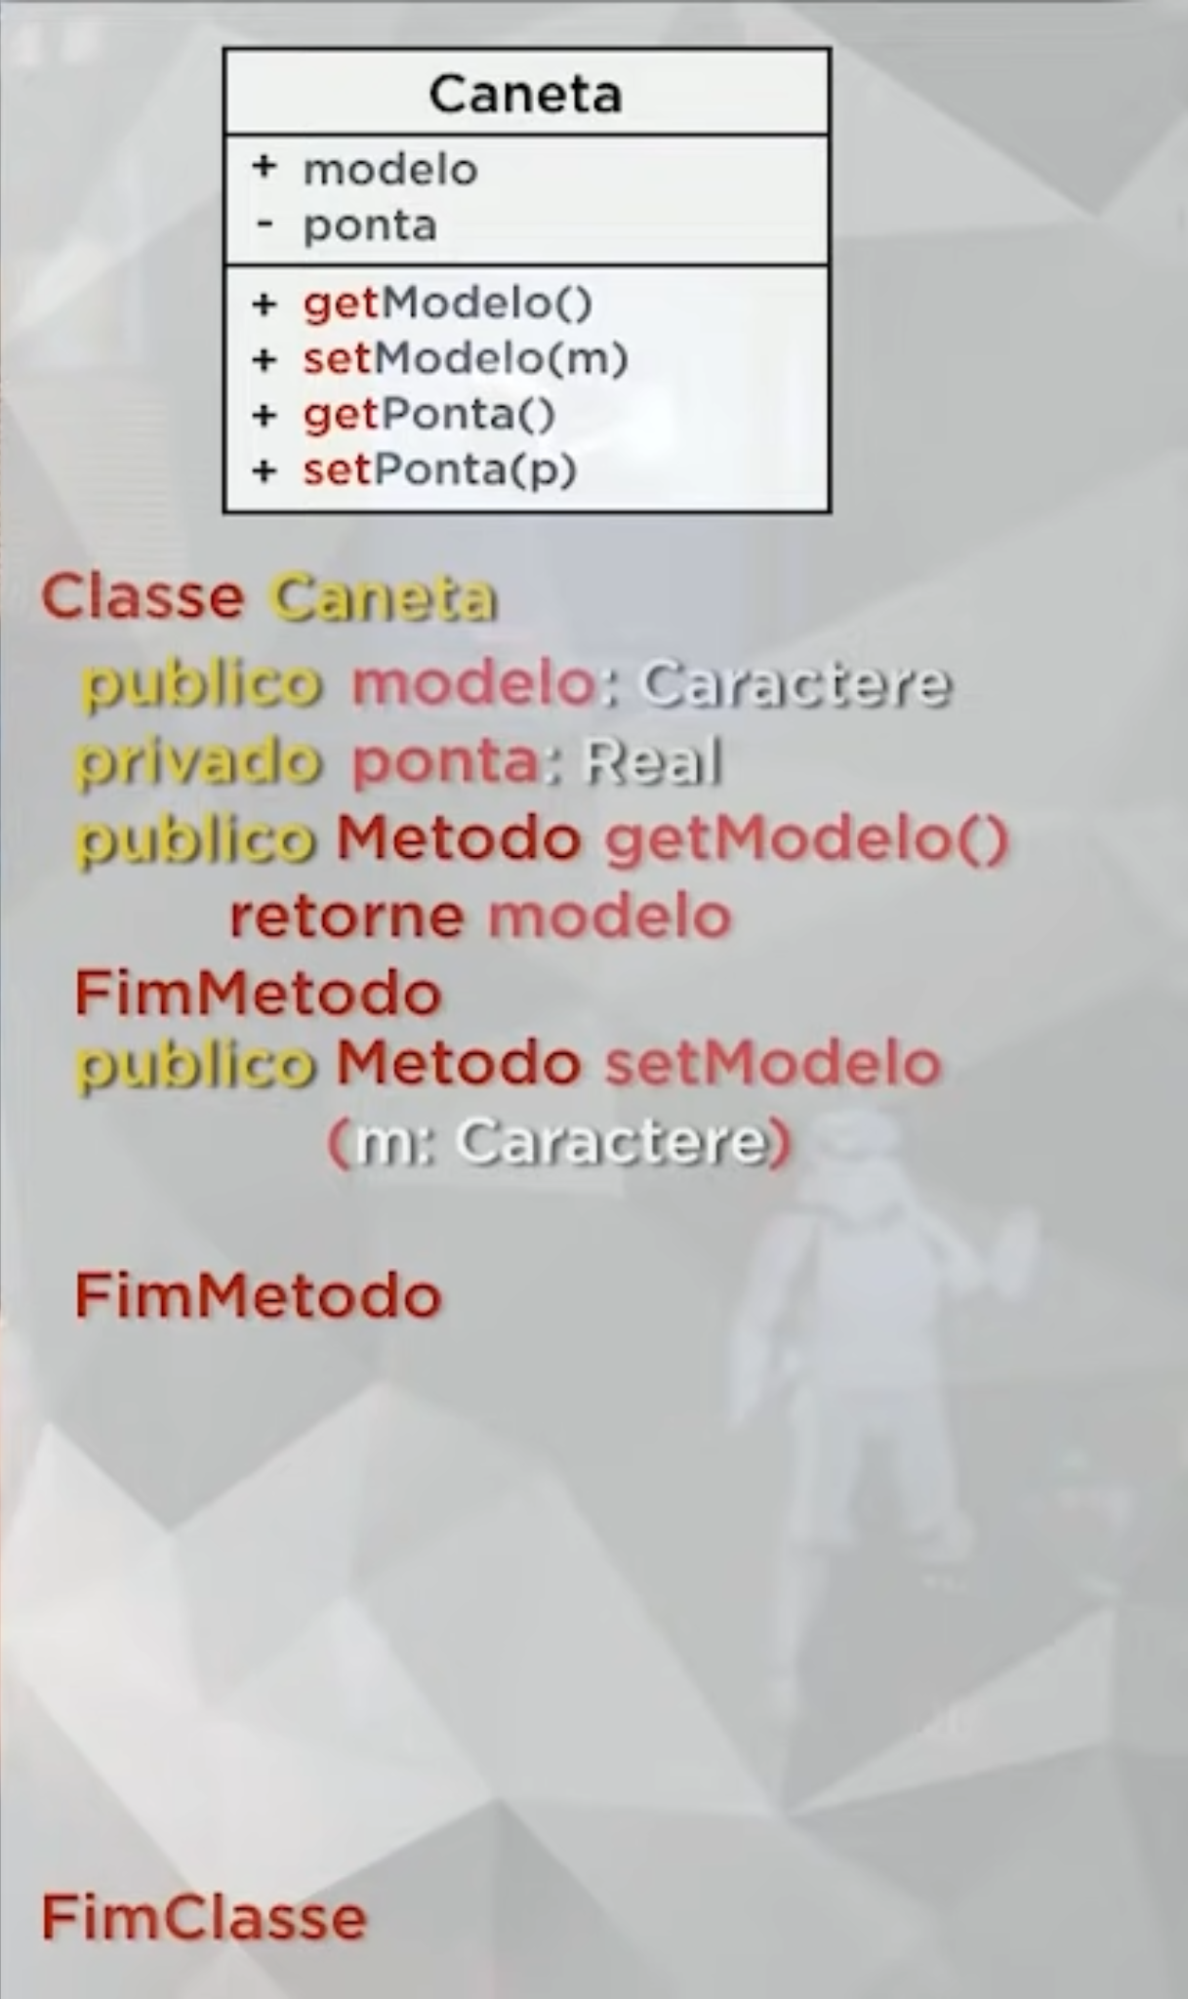 Caneta
+ modelo
- ponta
+ getModelo()
+ setModelo(m)
+ getPonta()
+ setPonta(p)
Classe Caneta
publico modelo: Caractere
privado ponta: Real
publico Metodo getModelo()
retorne modelo
FimMetodo
publico Metodo setModelo
(m: Caractere)
FimMetodo
FimClasse